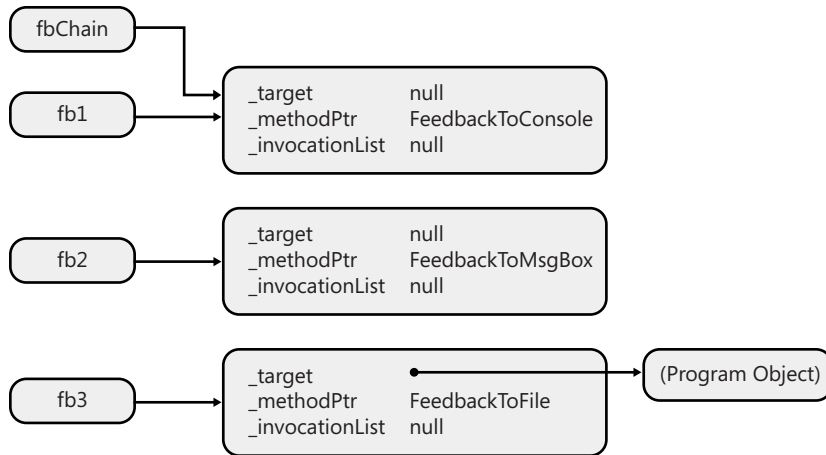 fbChain
_target null
fb1 _methodPtr FeedbackToConsole
_invocationList null
_target null
fb2 _methodPtr FeedbackToMsgBox
_invocationList null
_target (Program Object)
fb3 _methodPtr FeedbackToFile
_invocationList null